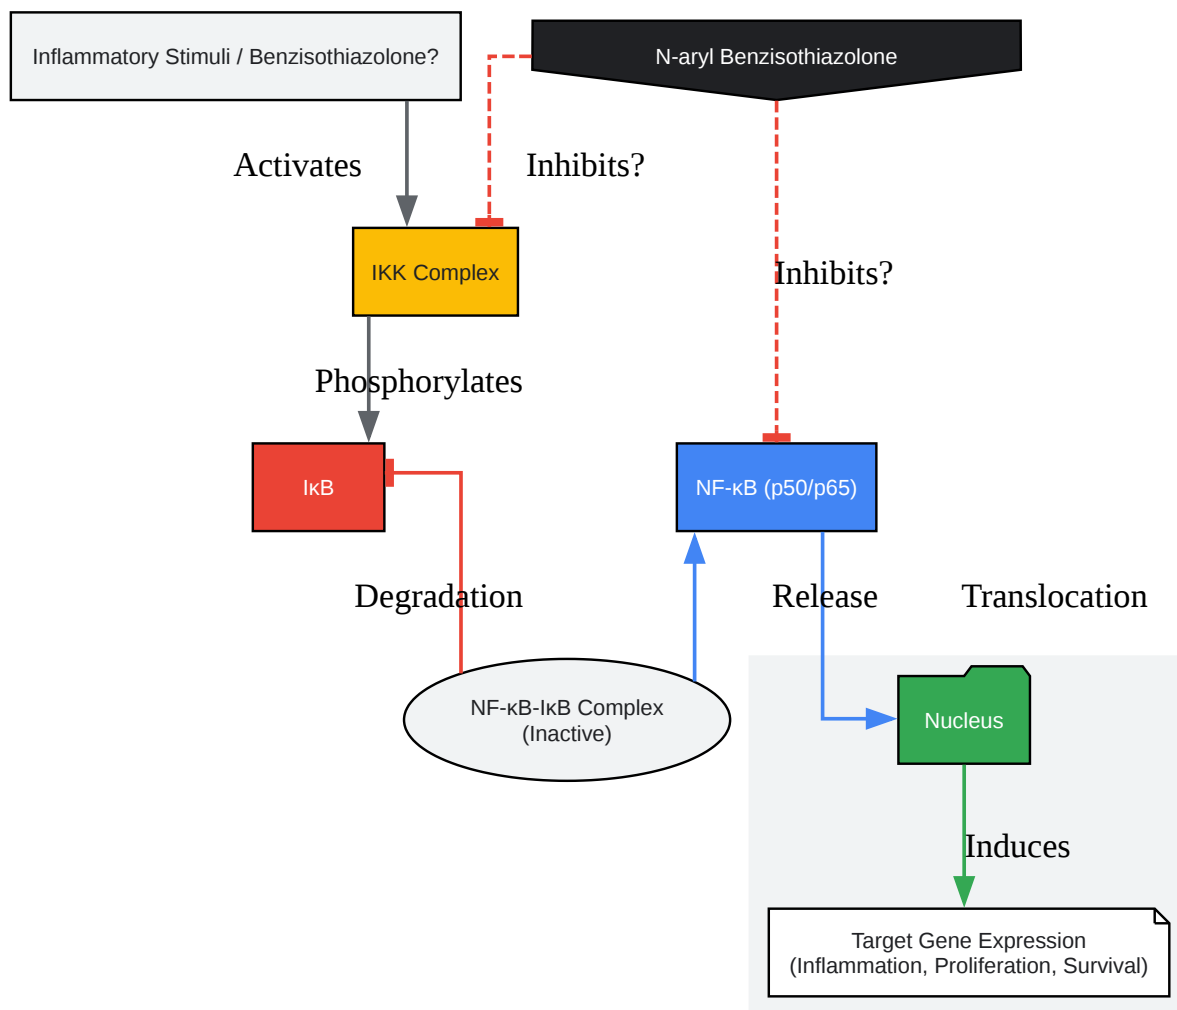 Inflammatory Stimuli / Benzisothiazolone?
N-aryl Benzisothiazolone
Activates
Inhibits?
IKK Complex
Inhibits?
Phosphorylates
IκB
NF-κB (p50/p65)
Degradation
Release
Translocation
NF-κB-IκB Complex
(Inactive)
Nucleus
Induces
Target Gene Expression
(Inflammation, Proliferation, Survival)